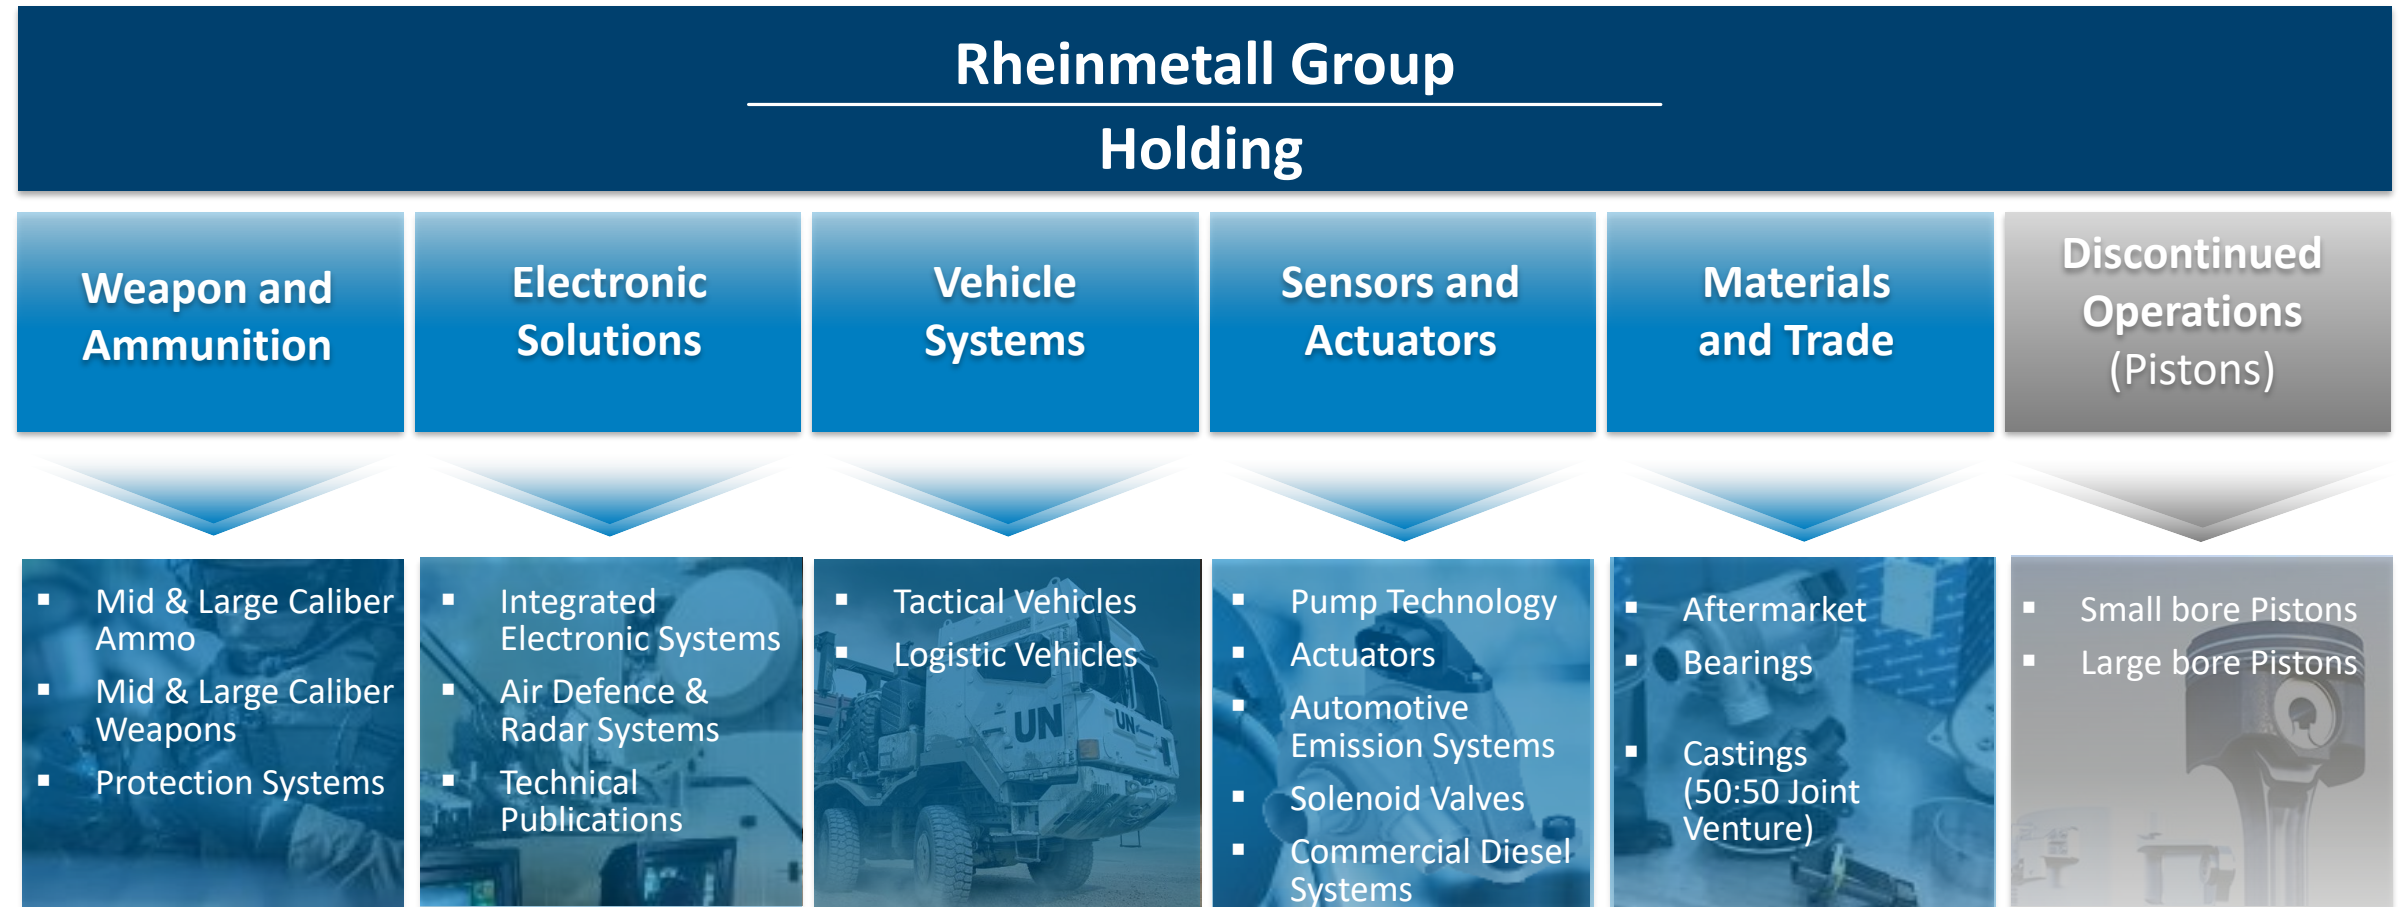 Rheinmetall Group
Holding
Weapon and
Ammunition
Electronic
Solutions
Vehicle
Systems
Sensors and
Actuators
Materials
and Trade
Discontinued
Operations
(Pistons)
▪ Mid & Large Caliber
Ammo
▪ Mid & Large Caliber
Weapons
▪ Protection Systems
▪ Integrated
Electronic Systems
▪ Air Defence &
Radar Systems
▪ Technical
Publications
▪ Tactical Vehicles
▪ Logistic Vehicles
UN
UN
▪ Pump Technology
▪ Actuators
▪ Automotive
Emission Systems
▪ Solenoid Valves
▪ Commercial Diesel
Systems
▪ Aftermarket
▪ Bearings
▪ Castings
(50:50 Joint
Venture)
▪ Small bore Pistons
▪ Large bore Pistons